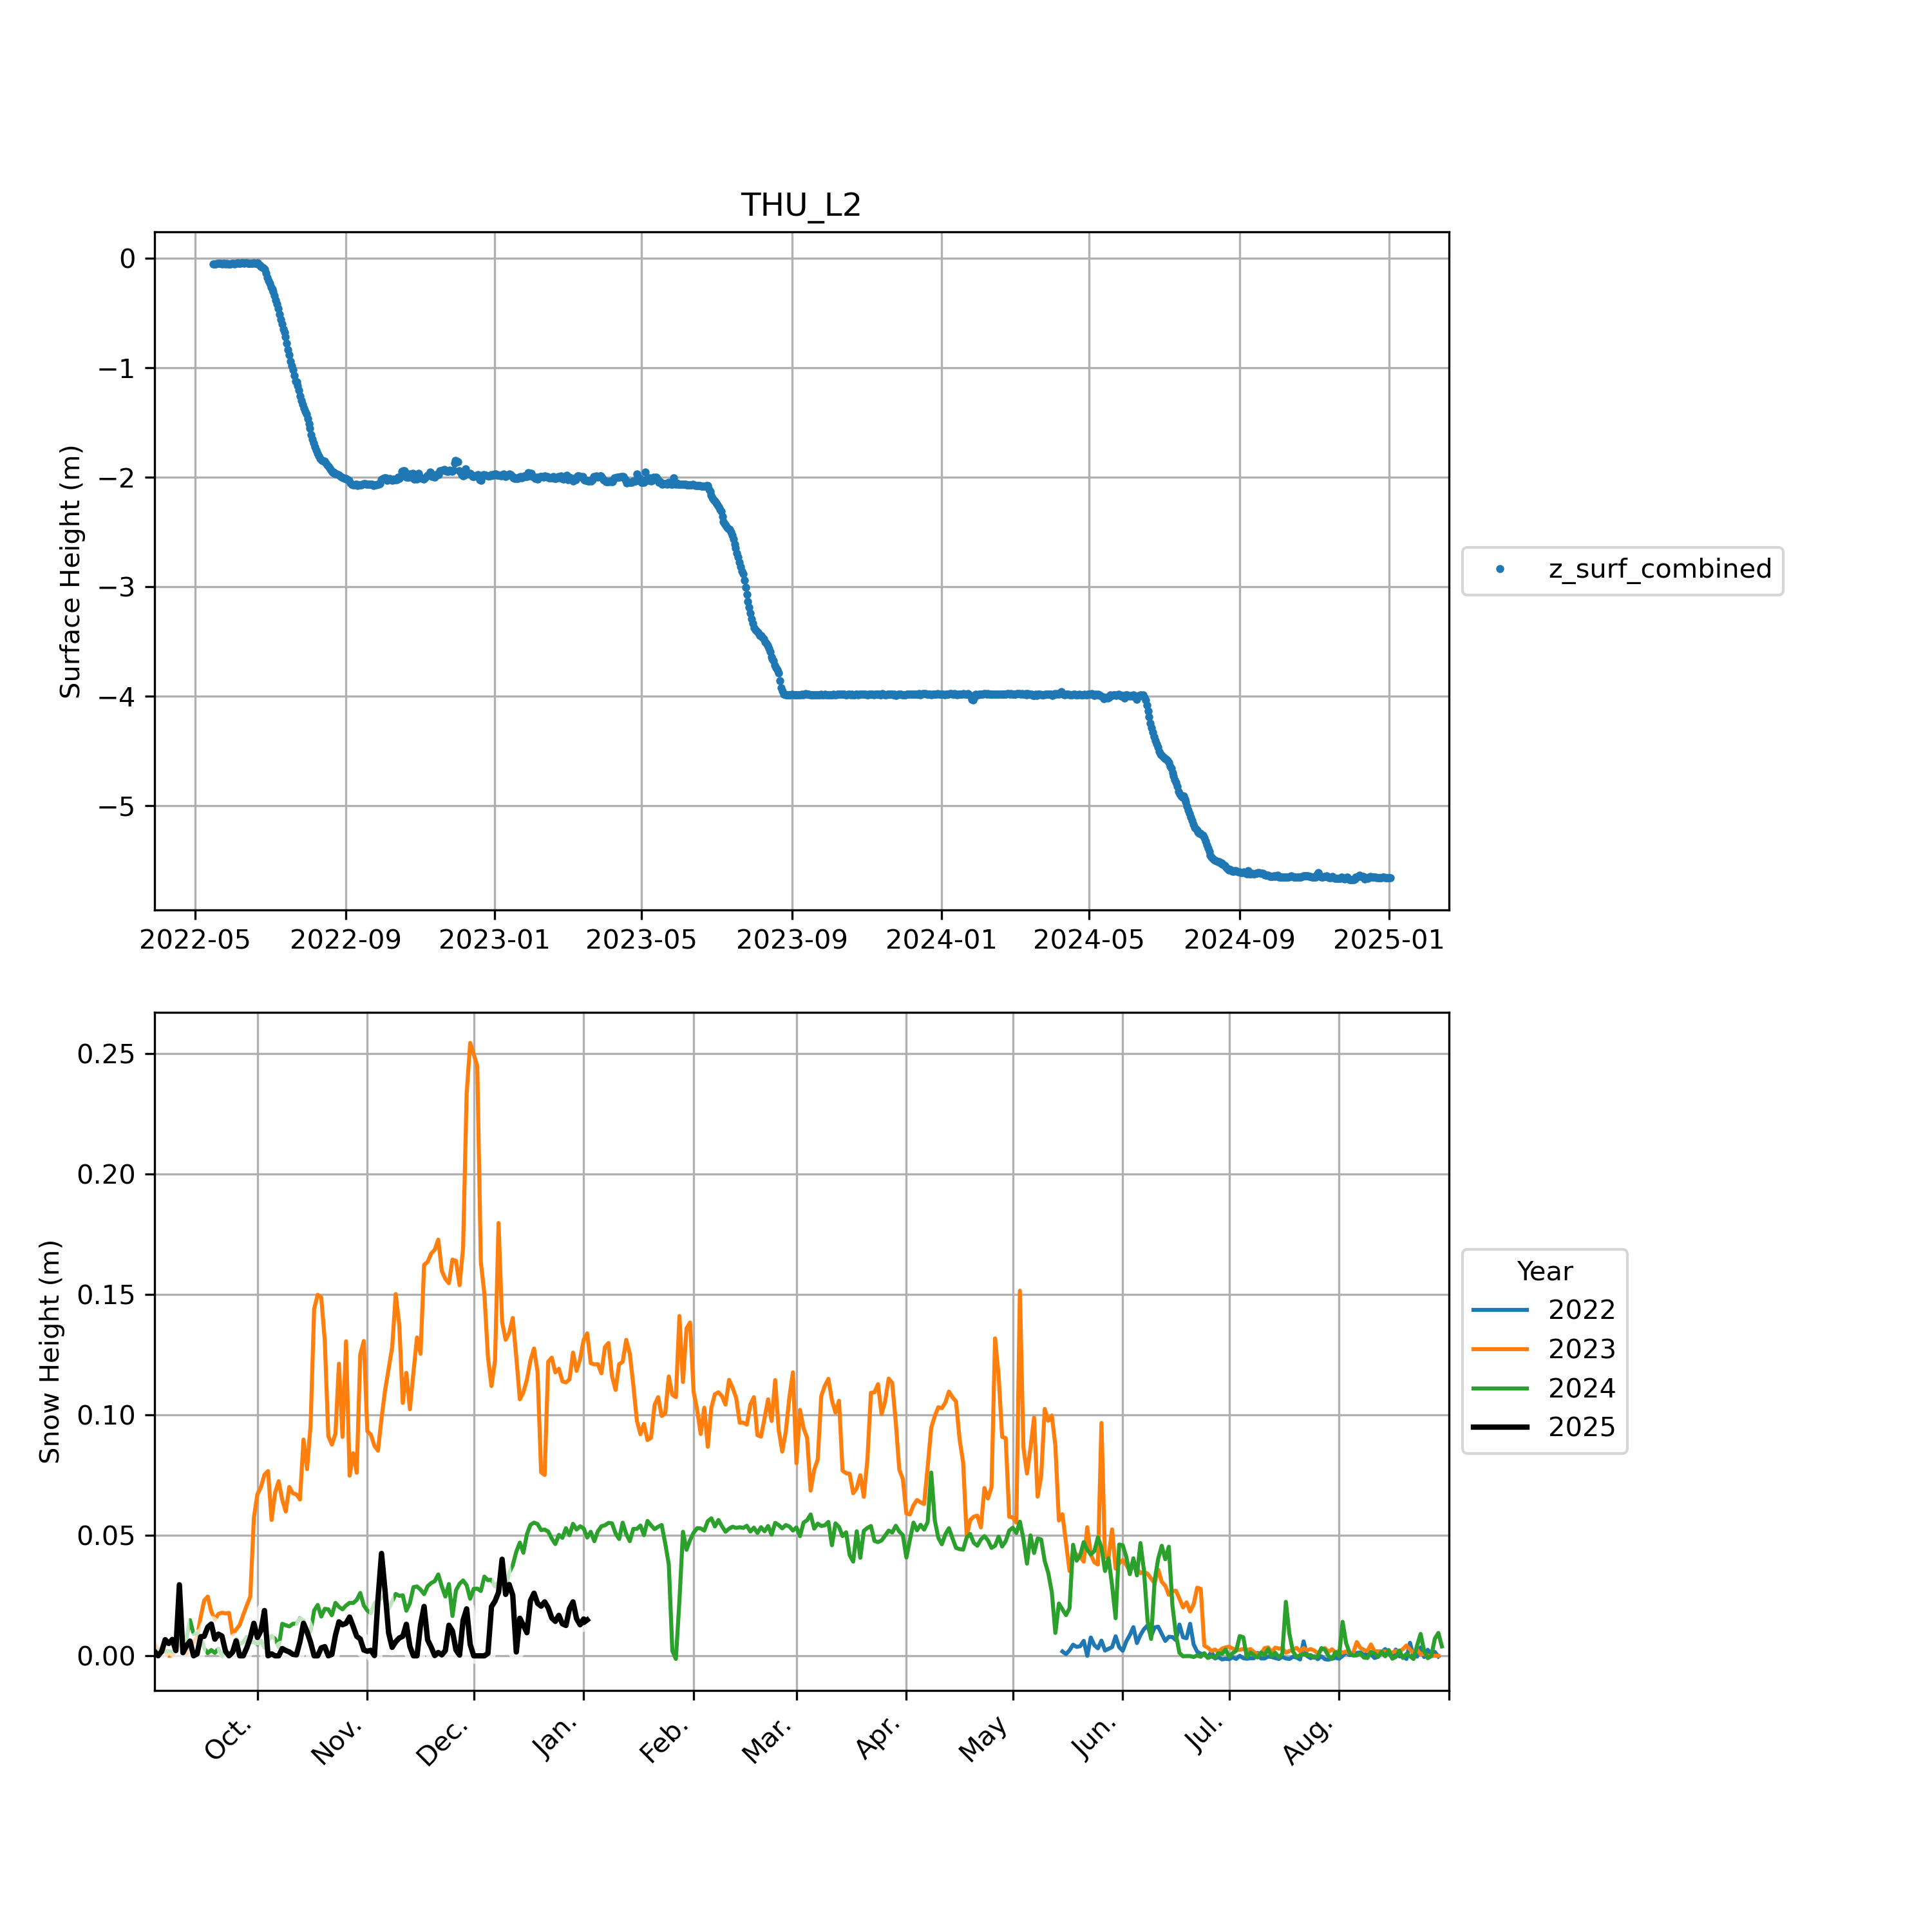 THU_L2
Surface Height (m)
0
−1
−2
−3
−4
−5
2022-05 2022-09 2023-01 2023-05 2023-09 2024-01 2024-05 2024-09 2025-01
z_surf_combined
Snow Height (m)
0.25
0.20
0.15
0.10
0.05
0.00
Oct. Nov. Dec. Jan. Feb. Mar. Apr. May Jun. Jul. Aug.
Year
2022
2023
2024
2025